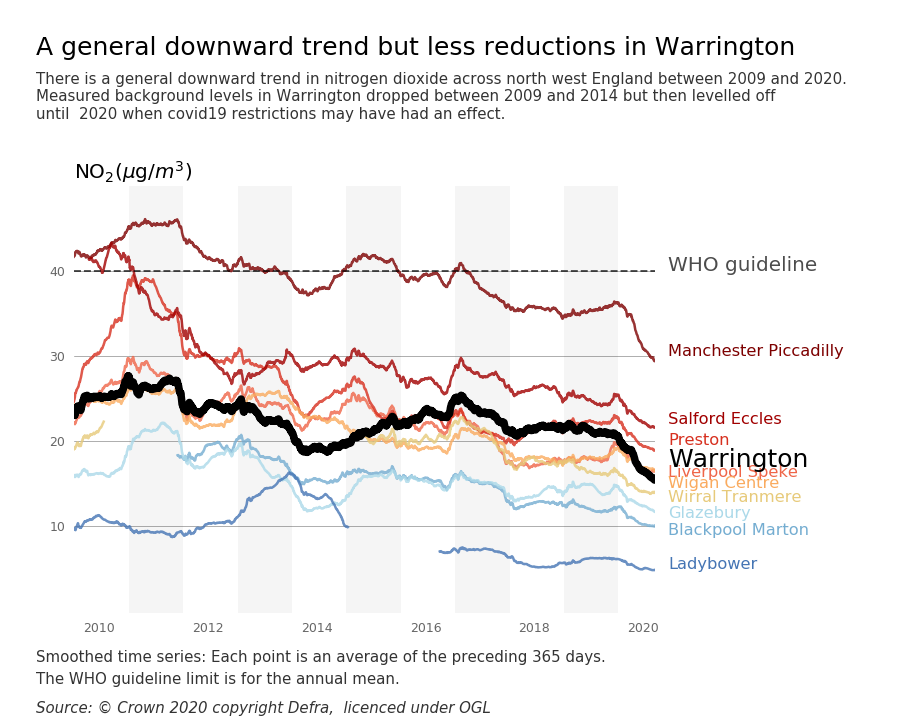 A general downward trend but less reductions in Warrington
There is a general downward trend in nitrogen dioxide across north west England between 2009 and 2020.
Measured background levels in Warrington dropped between 2009 and 2014 but then levelled off
until  2020 when covid19 restrictions may have had an effect.
NO₂(μg/m³)
40
30
20
10
WHO guideline
Manchester Piccadilly
Salford Eccles
Preston
Warrington
Liverpool Speke
Wigan Centre
Wirral Tranmere
Glazebury
Blackpool Marton
Ladybower
2010 2012 2014 2016 2018 2020
Smoothed time series: Each point is an average of the preceding 365 days.
The WHO guideline limit is for the annual mean.
Source: © Crown 2020 copyright Defra,  licenced under OGL